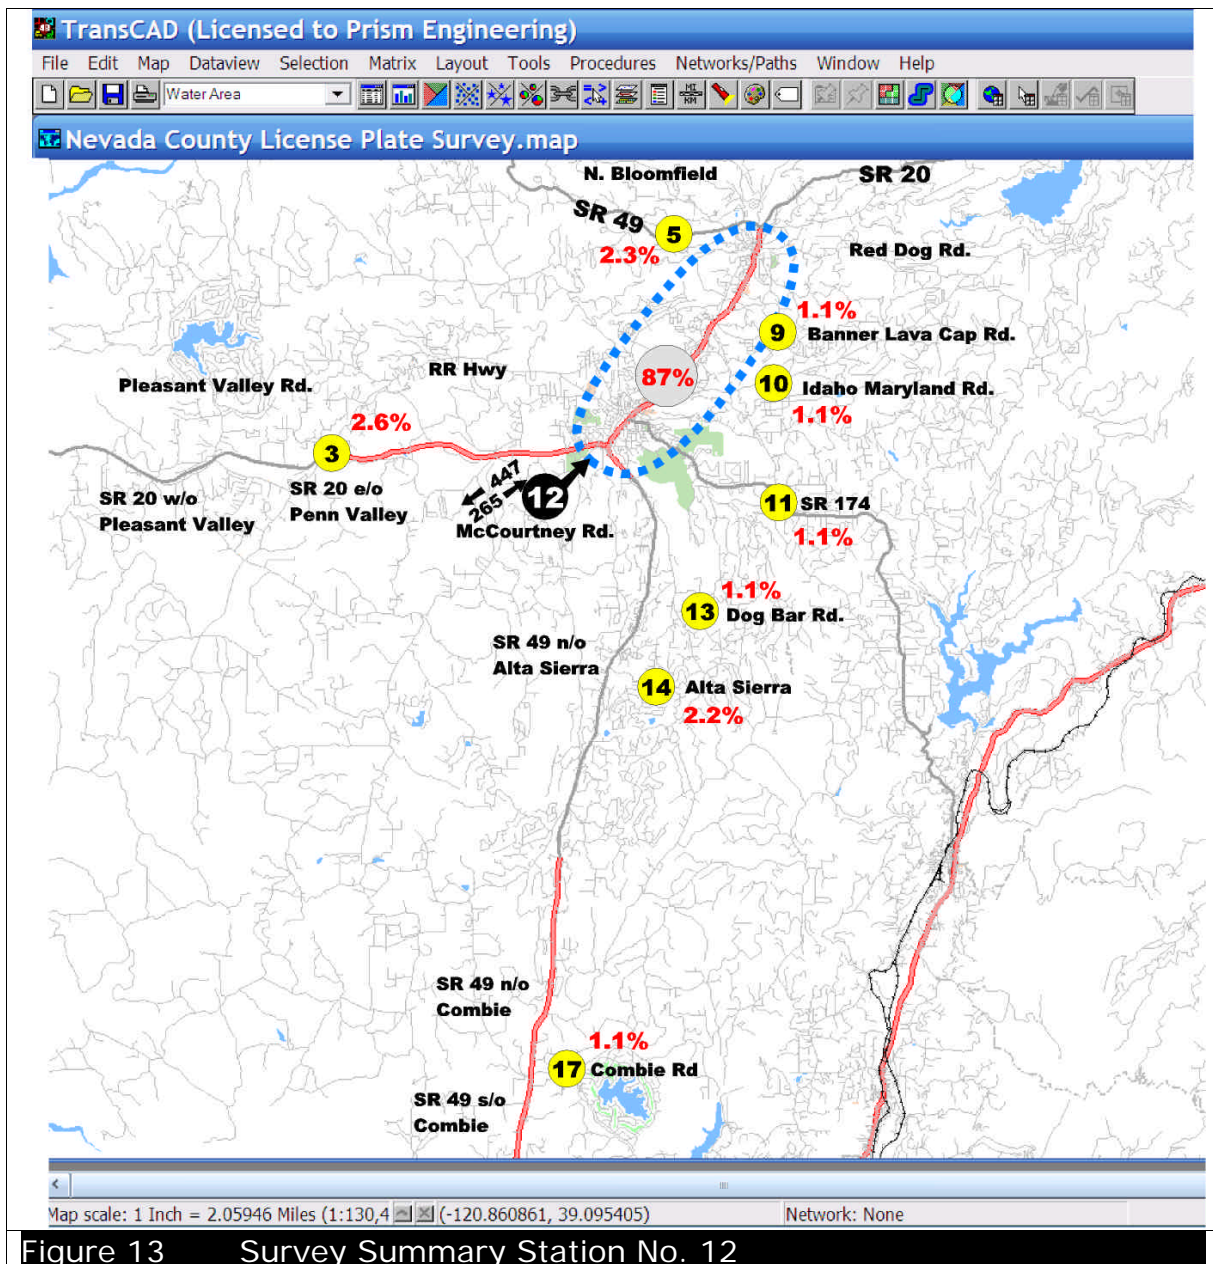 TransCAD (Licensed to Prism Engineering)
File Edit Map Dataview Selection Matrix Layout Tools Procedures Networks/Paths Window Help
Water Area
MI
KM
Nevada County License Plate Survey.map
N. Bloomfield
SR 20
SR 49
5
2.3%
Red Dog Rd.
1.1%
9
Banner Lava Cap Rd.
RR Hwy
87%
Pleasant Valley Rd.
10
Idaho Maryland Rd.
1.1%
2.6%
3
447
265
12
McCourtney Rd.
SR 20 w/o
Pleasant Valley
SR 20 e/o
Penn Valley
11
SR 174
1.1%
1.1%
13
Dog Bar Rd.
SR 49 n/o
Alta Sierra
14
Alta Sierra
2.2%
SR 49 n/o
Combie
1.1%
17
Combie Rd
SR 49 s/o
Combie
Map scale: 1 Inch = 2.05946 Miles (1:130,4
(-120.860861, 39.095405)
Network: None
Figure 13 Survey Summary Station No. 12